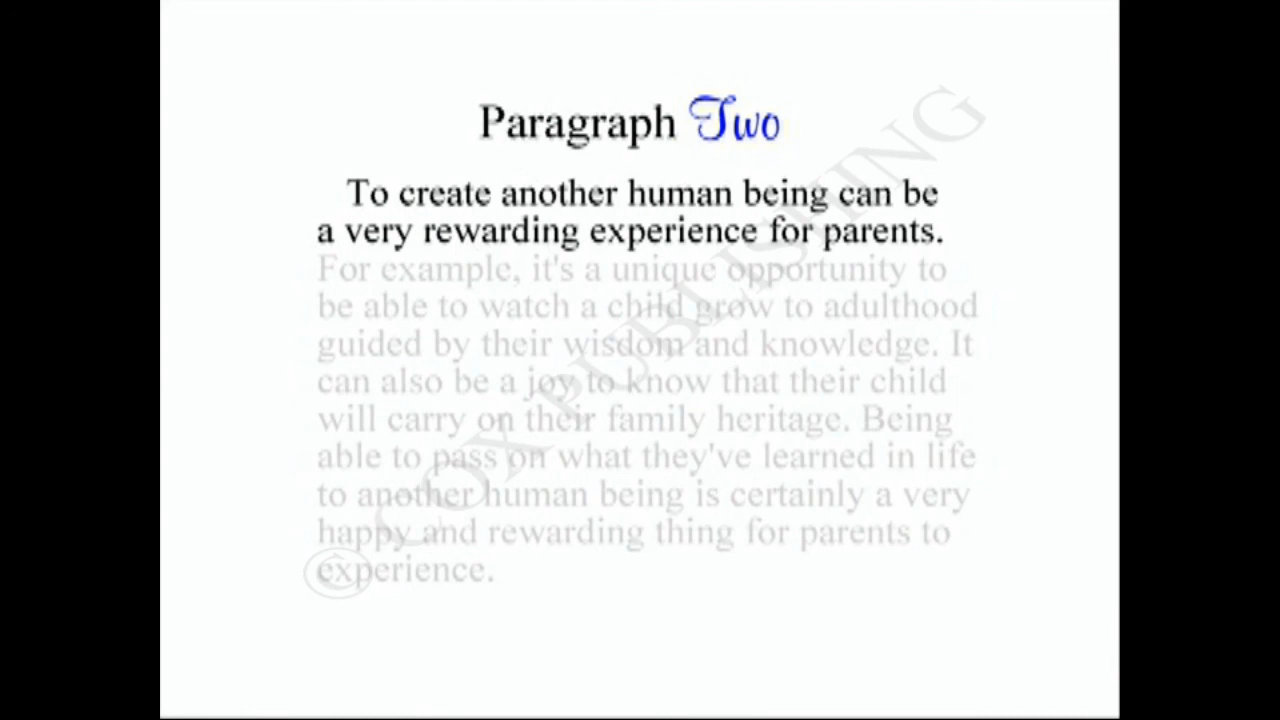 Paragraph Two
To create another human being can be
a very rewarding experience for parents.
For example, it's a unique opportunity to
be able to watch a child grow to adulthood
guided by their wisdom and knowledge. It
can also be a joy to know that their child
will carry on their family heritage. Being
able to pass on what they've learned in life
to another human being is certainly a very
happy and rewarding thing for parents to
experience.
© COX PUBLISHING